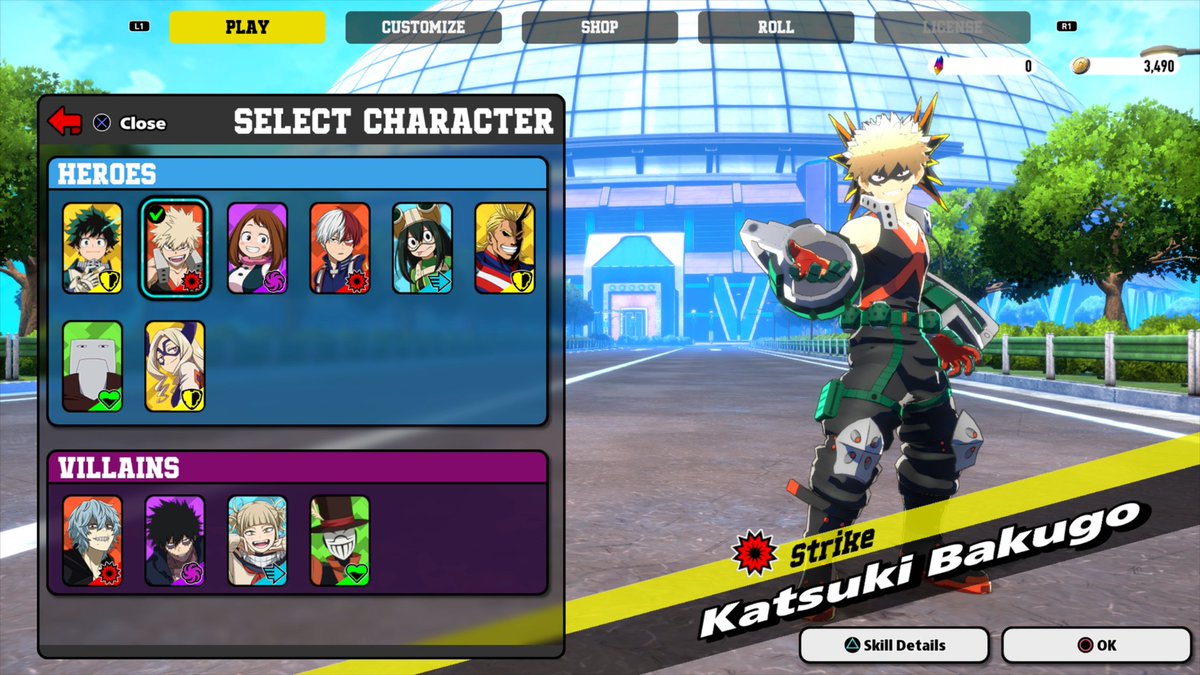 L1
PLAY
CUSTOMIZE
SHOP
ROLL
LICENSE
R1
0
3,490
Close
SELECT CHARACTER
HEROES
VILLAINS
Strike
Katsuki Bakugo
Skill Details
OK